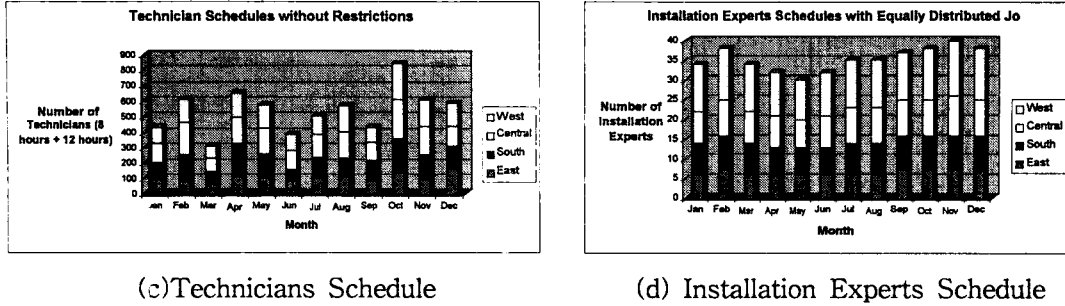 Technician Schedules without Restrictions
900
800
700
600
500
400
300
200
100
0
Number of
Technicians (8
hours + 12 hours)
Jan Feb Mar Apr May Jun Jul Aug Sep Oct Nov Dec
Month
West
Central
South
East
(c)Technicians Schedule
Installation Experts Schedules with Equally Distributed Jo
40
35
30
25
20
15
10
5
0
Number of
Installation
Experts
Jan Feb Mar Apr May Jun Jul Aug Sep Oct Nov Dec
Month
West
Central
South
East
(d) Installation Experts Schedule